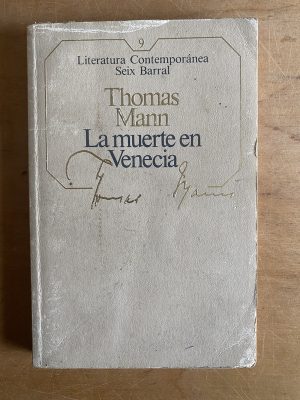 9
Literatura Contemporánea
Seix Barral
Thomas
Mann
La muerte en
Venecia
Thomas Mann